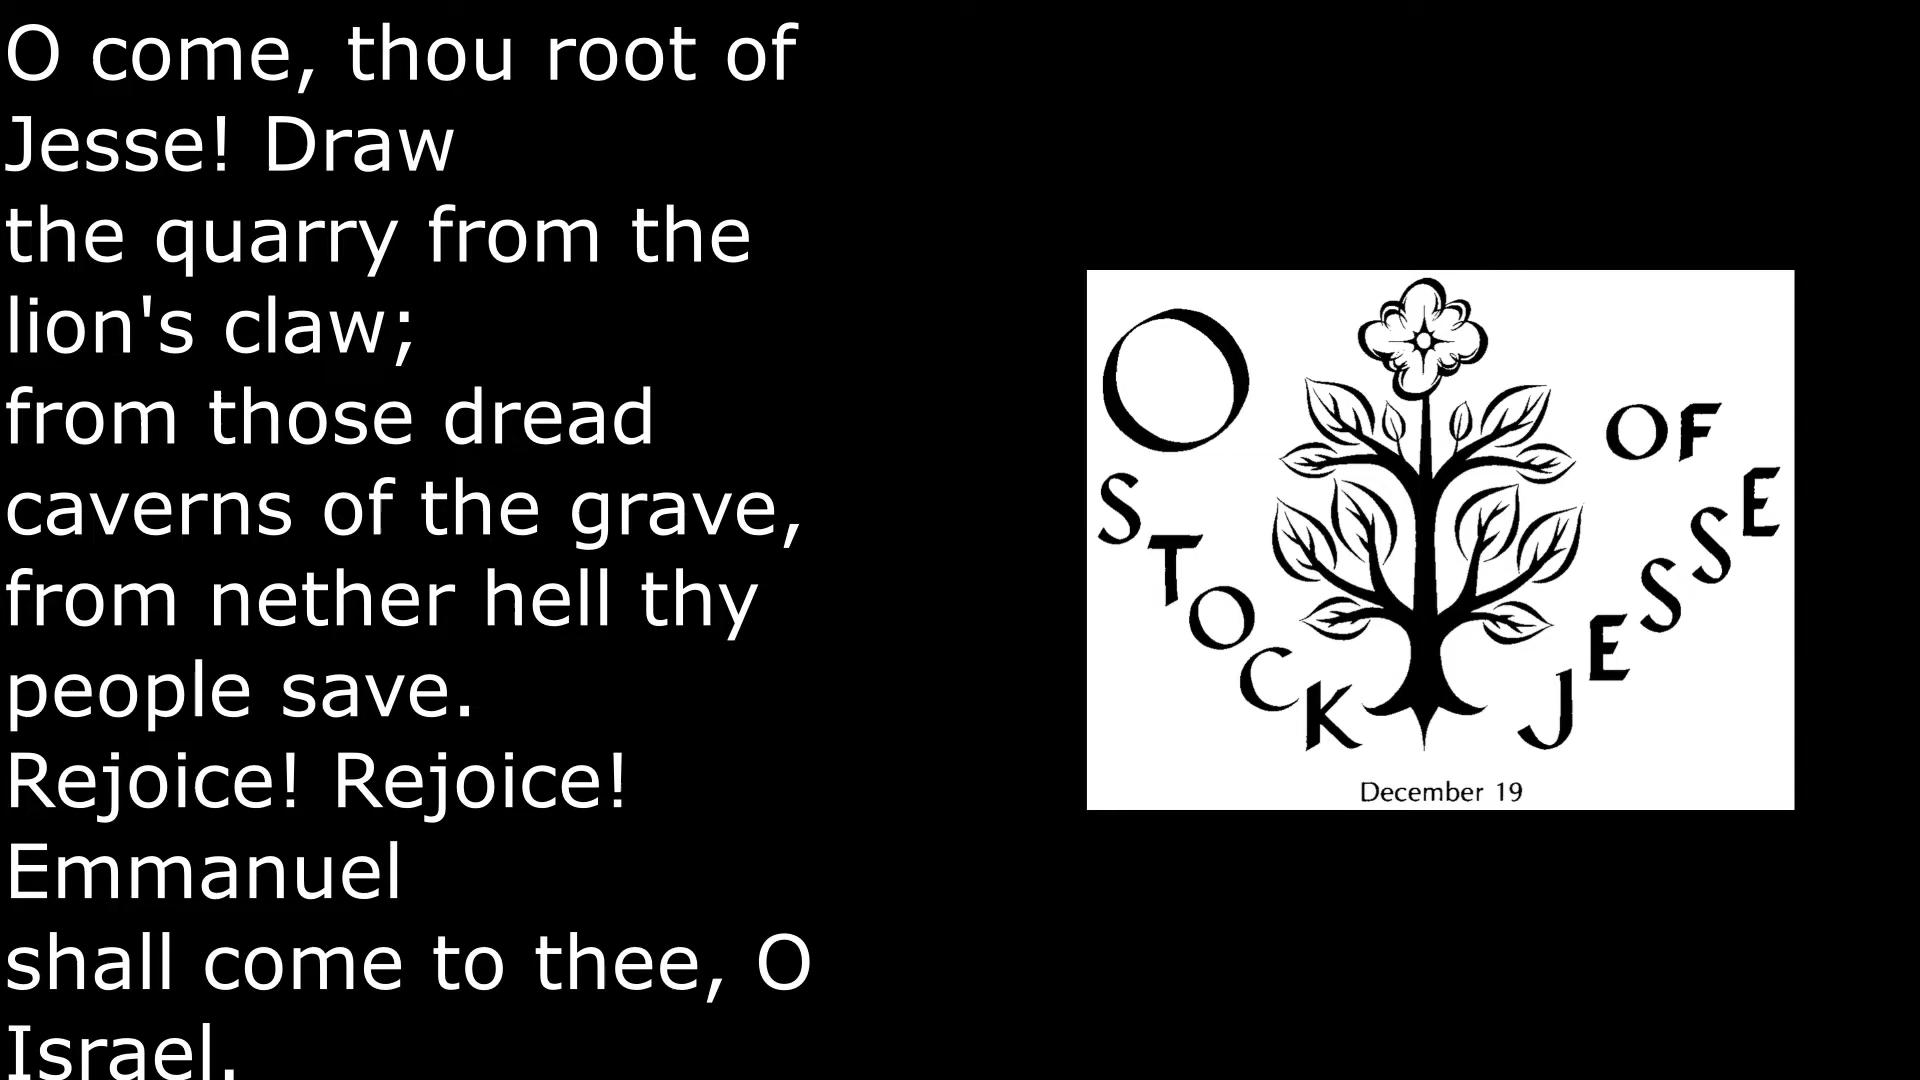 O come, thou root of
Jesse! Draw
the quarry from the
lion's claw;
from those dread
caverns of the grave,
from nether hell thy
people save.
Rejoice! Rejoice!
Emmanuel
shall come to thee, O
Israel.
O
STOCK
OF
JESSE
December 19